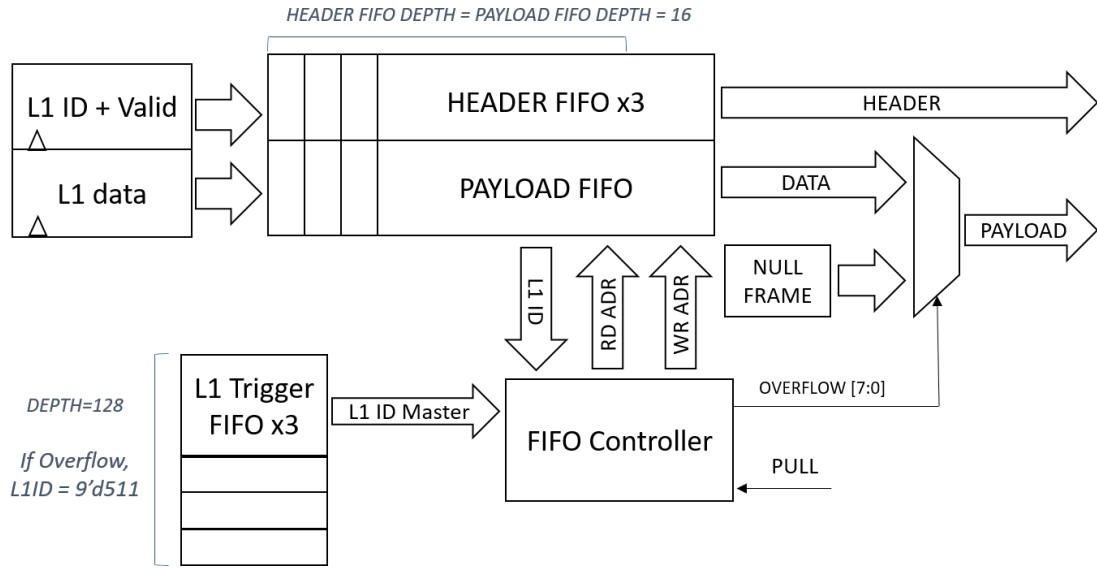 HEADER FIFO DEPTH = PAYLOAD FIFO DEPTH = 16
L1 ID + Valid
HEADER FIFO x3
HEADER
L1 data
PAYLOAD FIFO
DATA
PAYLOAD
L1 ID
RD ADR
WR ADR
NULL
FRAME
DEPTH=128
If Overflow,
L1ID = 9'd511
L1 Trigger
FIFO x3
L1 ID Master
FIFO Controller
OVERFLOW [7:0]
PULL